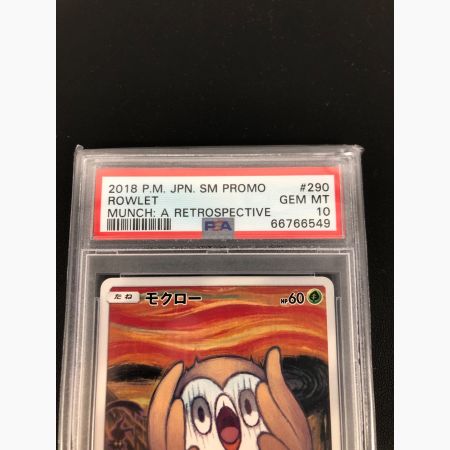 2018 P.M. JPN. SM PROMO #290
ROWLET GEM MT
MUNCH: A RETROSPECTIVE 10
PSA 66766549
たね モクロー HP60